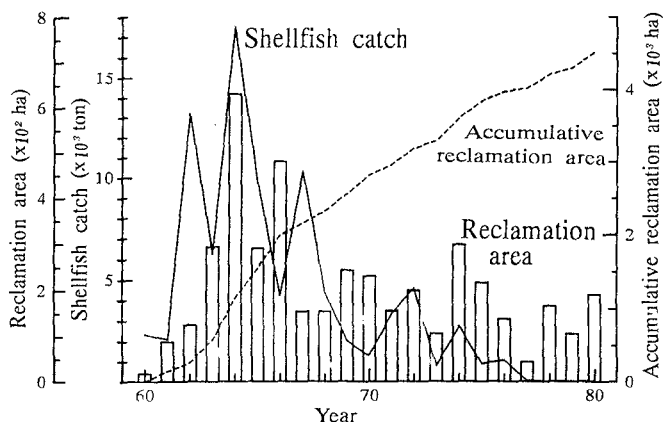 Reclamation area (x10² ha)
8
6
4
2
0
Shellfish catch (x10³ ton)
15
10
5
Shellfish catch
Accumulative
reclamation area
Reclamation
area
4
2
0
Accumulative reclamation area (x10³ ha)
60
70
80
Year